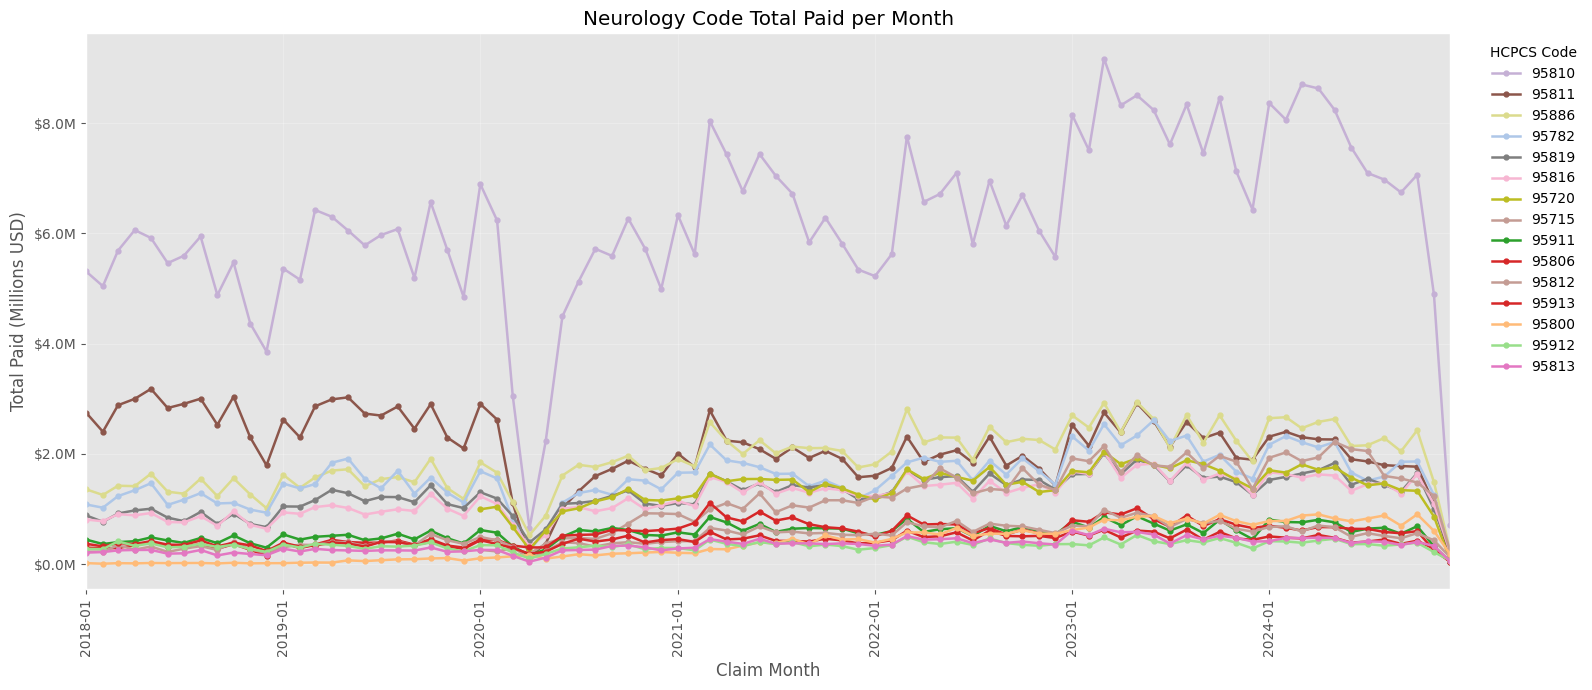 Neurology Code Total Paid per Month
HCPCS Code
95810
95811
95886
95782
95819
95816
95720
95715
95911
95806
95812
95913
95800
95912
95813
Total Paid (Millions USD)
$8.0M
$6.0M
$4.0M
$2.0M
$0.0M
2018-01
2019-01
2020-01
2021-01
2022-01
2023-01
2024-01
Claim Month